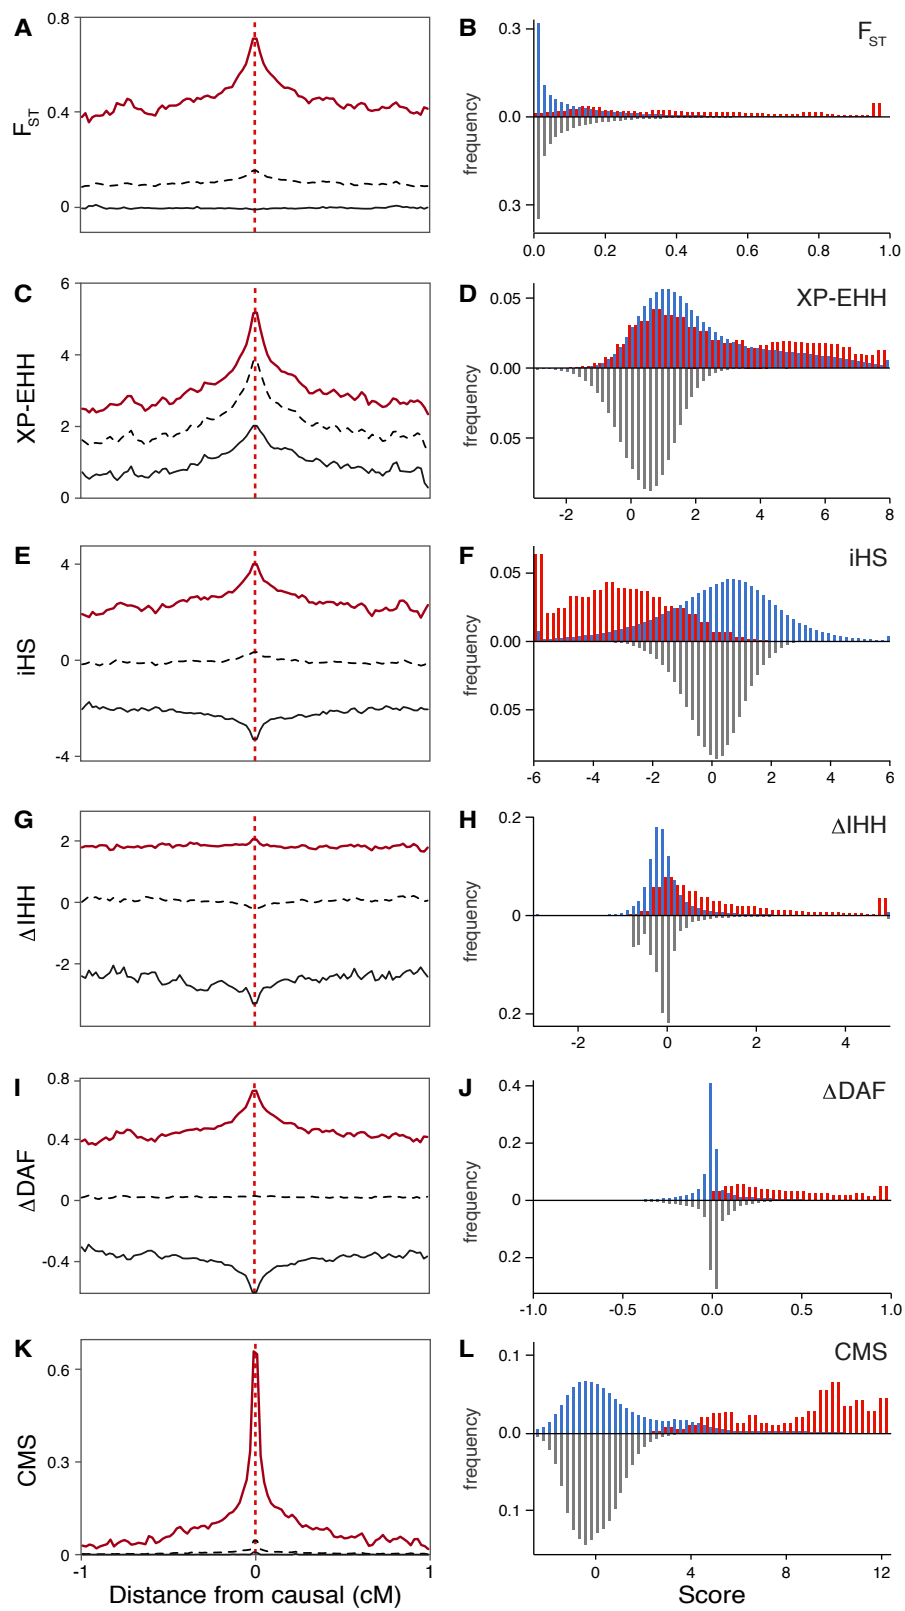 A
0.8
0.4
0
F_ST
B
F_ST
0.3
0.0
0.3
frequency
0.0 0.2 0.4 0.6 0.8 1.0
C
6
4
2
0
XP-EHH
D
XP-EHH
0.05
0.00
0.05
frequency
-2 0 2 4 6 8
E
4
0
-4
iHS
F
iHS
0.05
0.00
0.05
frequency
-6 -4 -2 0 2 4 6
G
2
0
-2
ΔIHH
H
ΔIHH
0.2
0
0.2
frequency
-2 0 2 4
I
0.8
0.4
0
-0.4
ΔDAF
J
ΔDAF
0.4
0.2
0
0.2
frequency
-1.0 -0.5 0.0 0.5 1.0
K
0.6
0.3
0
CMS
-1 0 1
Distance from causal (cM)
L
CMS
0.1
0.0
0.1
frequency
0 4 8 12
Score